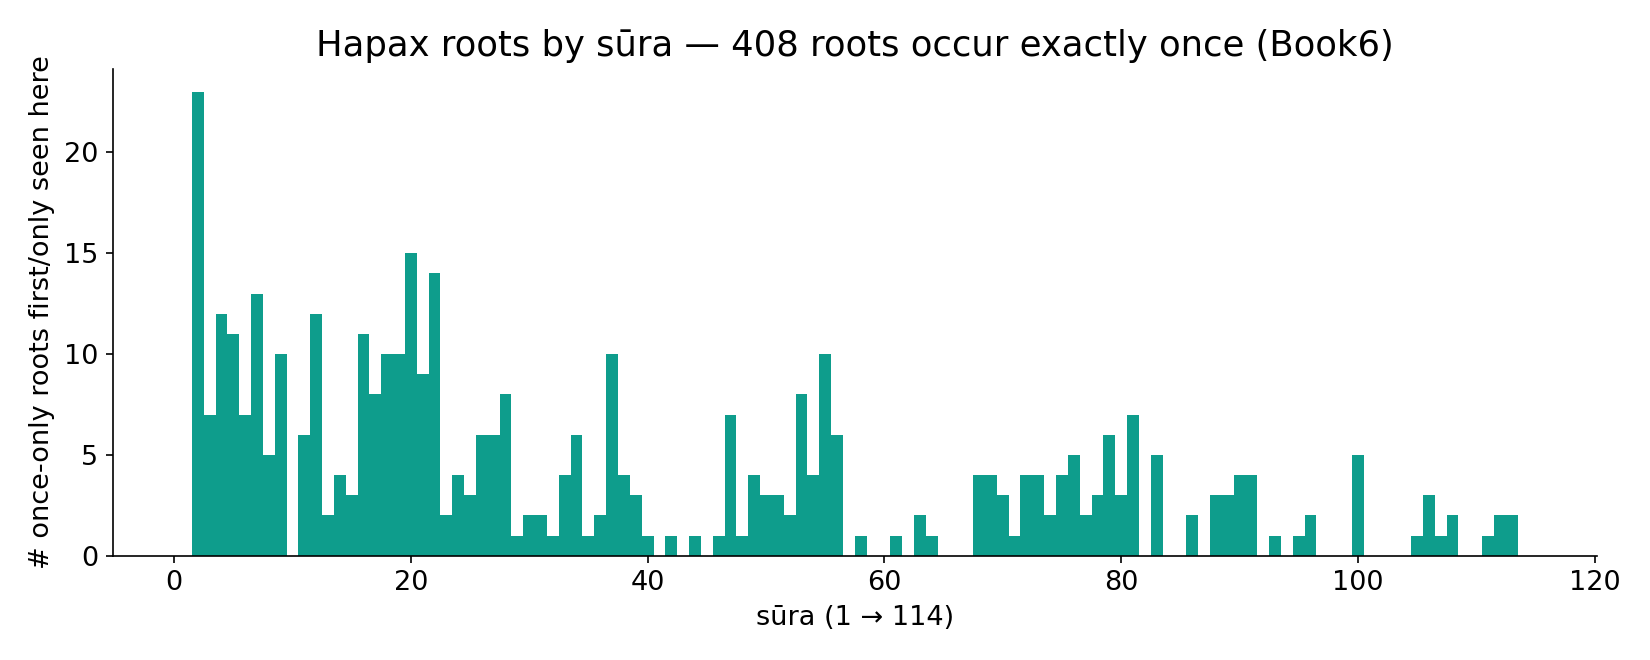 Hapax roots by sūra — 408 roots occur exactly once (Book6)
# once-only roots first/only seen here
20
15
10
5
0
0 20 40 60 80 100 120
sūra (1 → 114)